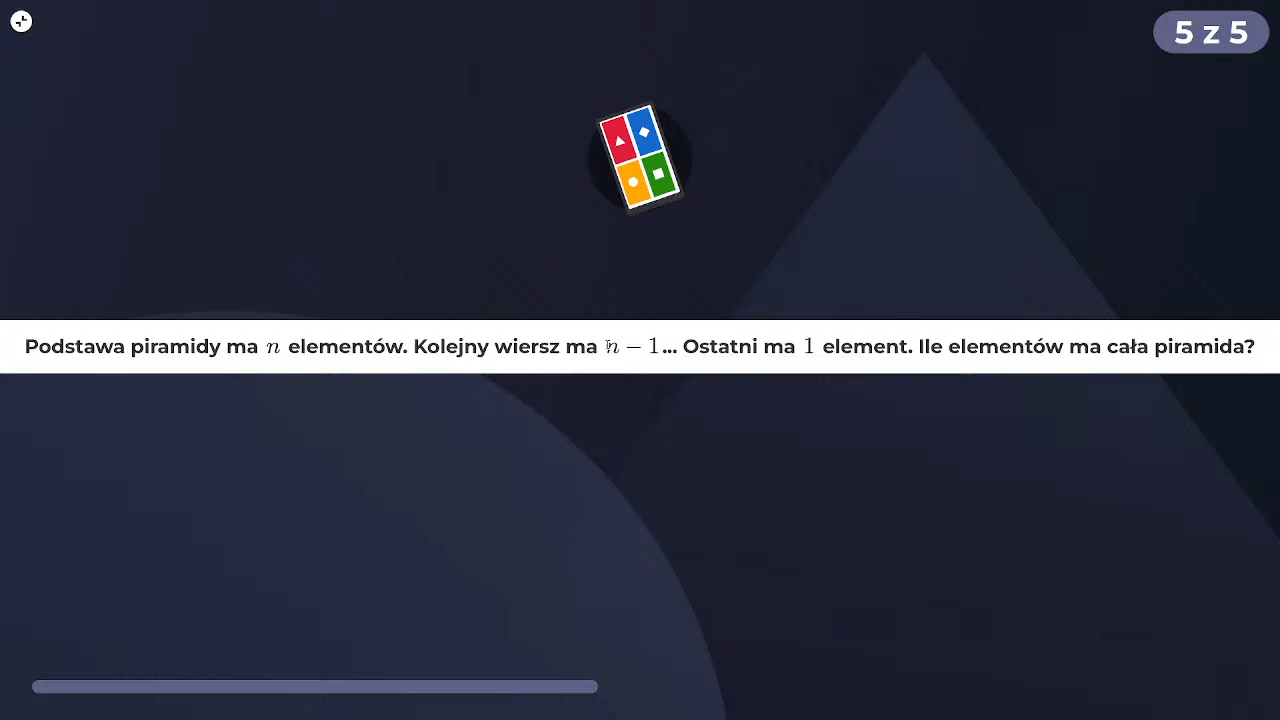 5 z 5
Podstawa piramidy ma n elementów. Kolejny wiersz ma n − 1... Ostatni ma 1 element. Ile elementów ma cała piramida?